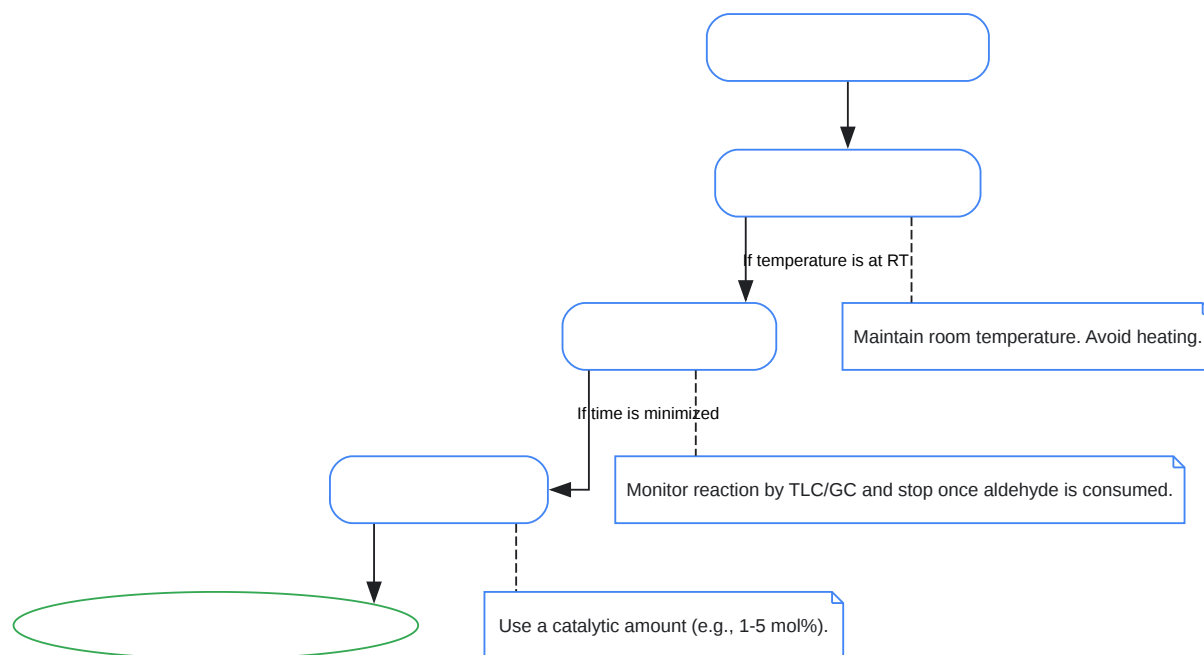 If temperature is at RT
Maintain room temperature. Avoid heating.
If time is minimized
Monitor reaction by TLC/GC and stop once aldehyde is consumed.
Use a catalytic amount (e.g., 1-5 mol%).